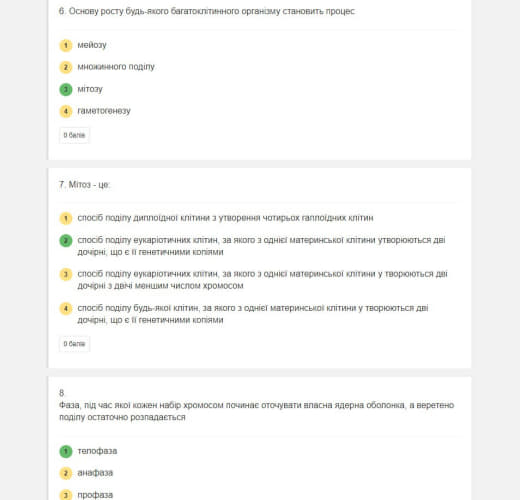 6. Основу росту будь-якого багатоклітинного організму становить процес
1 мейозу
2 множинного поділу
3 мітозу
4 гаметогенезу
0 балів
7. Мітоз - це:
1 спосіб поділу диплоїдної клітини з утворення чотирьох гаплоїдних клітин
2 спосіб поділу еукаріотичних клітин, за якого з однієї материнської клітини утворюються дві
дочірні, що є її генетичними копіями
3 спосіб поділу еукаріотичних клітин, за якого з однієї материнської клітини у творюються дві
дочірні з двічі меншим числом хромосом
4 спосіб поділу будь-якої клітин, за якого з однієї материнської клітини у творюються дві
дочірні, що є її генетичними копіями
0 балів
8.
Фаза, під час якої кожен набір хромосом починає оточувати власна ядерна оболонка, а веретено
поділу остаточно розпадається
1 телофаза
2 анафаза
3 профаза